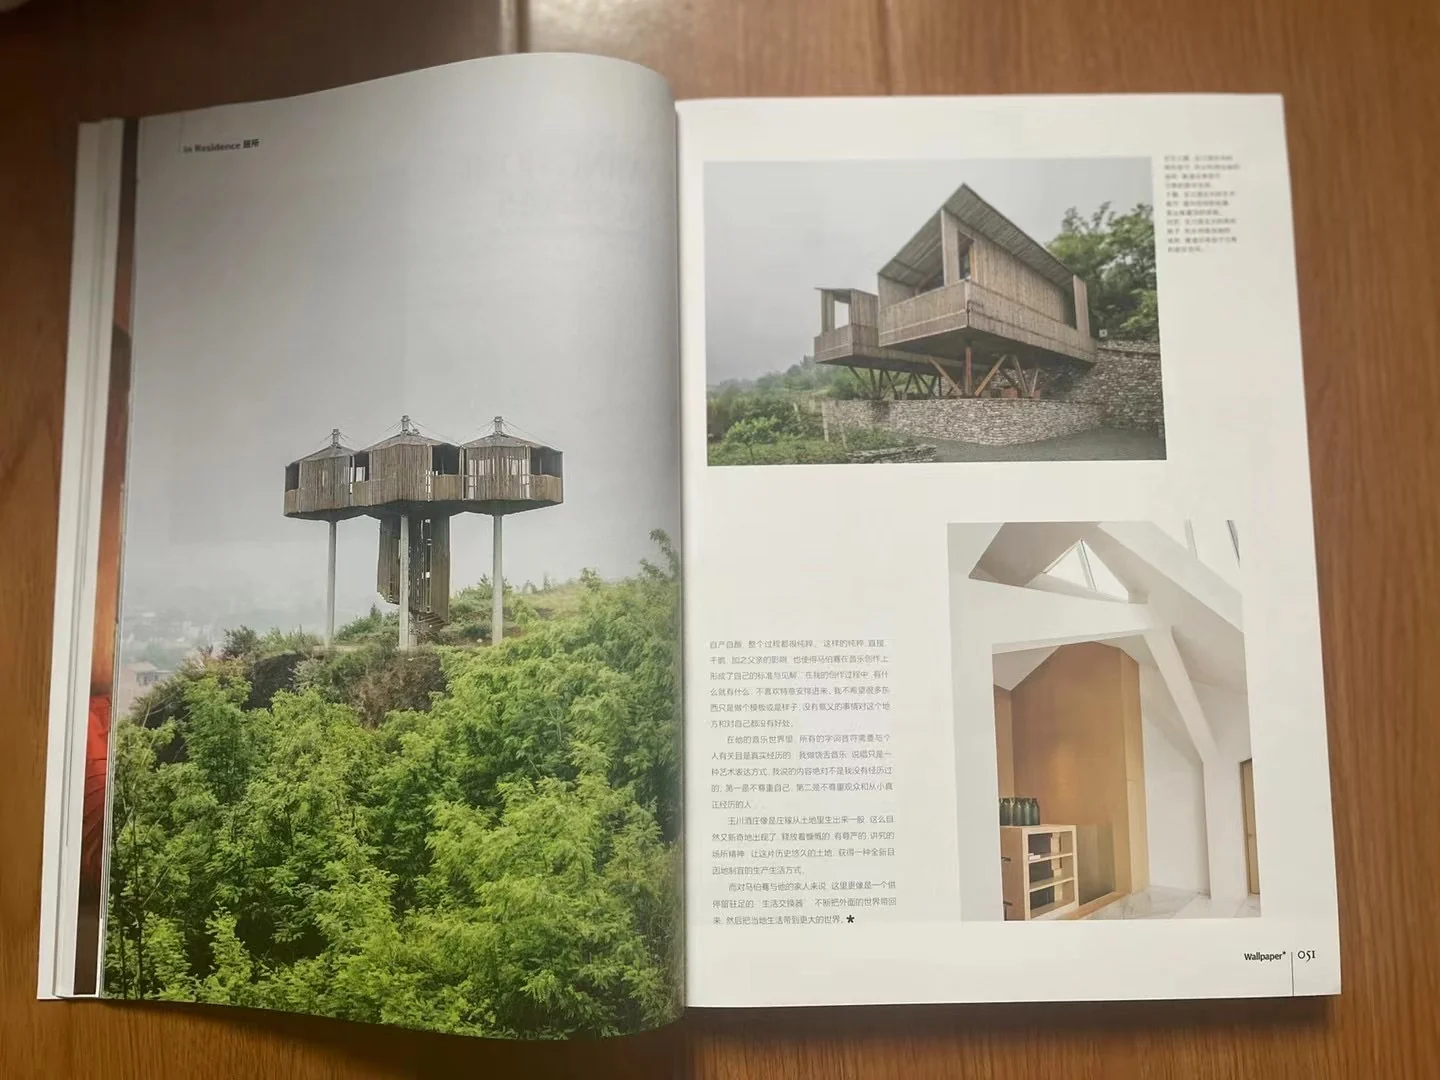 In Residence 居所
自产自酿，整个过程都很纯粹。”这样的纯粹、直接、
干脆，加之父亲的影响，也使得马伯骞在音乐创作上
形成了自己的标准与见解：“在我的创作过程中，有什
么就有什么，不喜欢特意安排进来。我不希望很多东
西只是做个模板或是样子，没有意义的事情对这个地
方和对自己都没有好处。”
在他的音乐世界里，所有的字词音符需要与个
人有关且是真实经历的：“我做饶舌音乐，说唱只是一
种艺术表达方式，我说的内容绝对不是我没有经历过
的，第一是不尊重自己，第二是不尊重观众和从小真
正经历的人……”
玉川酒庄像是庄稼从土地里生出来一般，这么自
然又新奇地出现了，释放着慷慨的、有尊严的、讲究的
场所精神，让这片历史悠久的土地，获得一种全新且
因地制宜的生产生活方式。
而对马伯骞与他的家人来说，这里更像是一个供
停留驻足的“生活交换器”，不断把外面的世界带回
来，然后把当地生活带到更大的世界。*
Wallpaper* 051